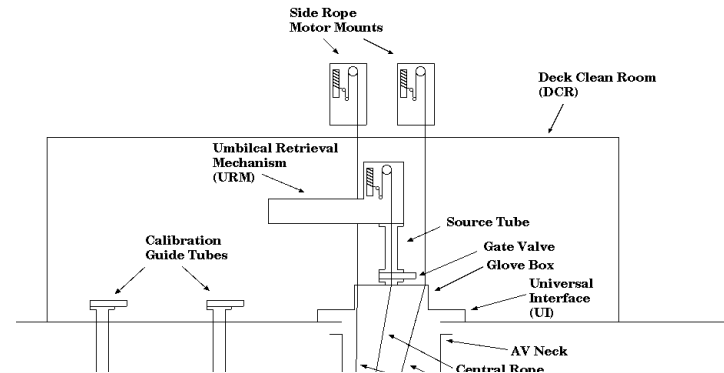 Side Rope
Motor Mounts
Deck Clean Room
(DCR)
Umbilcal Retrieval
Mechanism
(URM)
Source Tube
Calibration
Guide Tubes
Gate Valve
Glove Box
Universal
Interface
(UI)
AV Neck
Central Rope